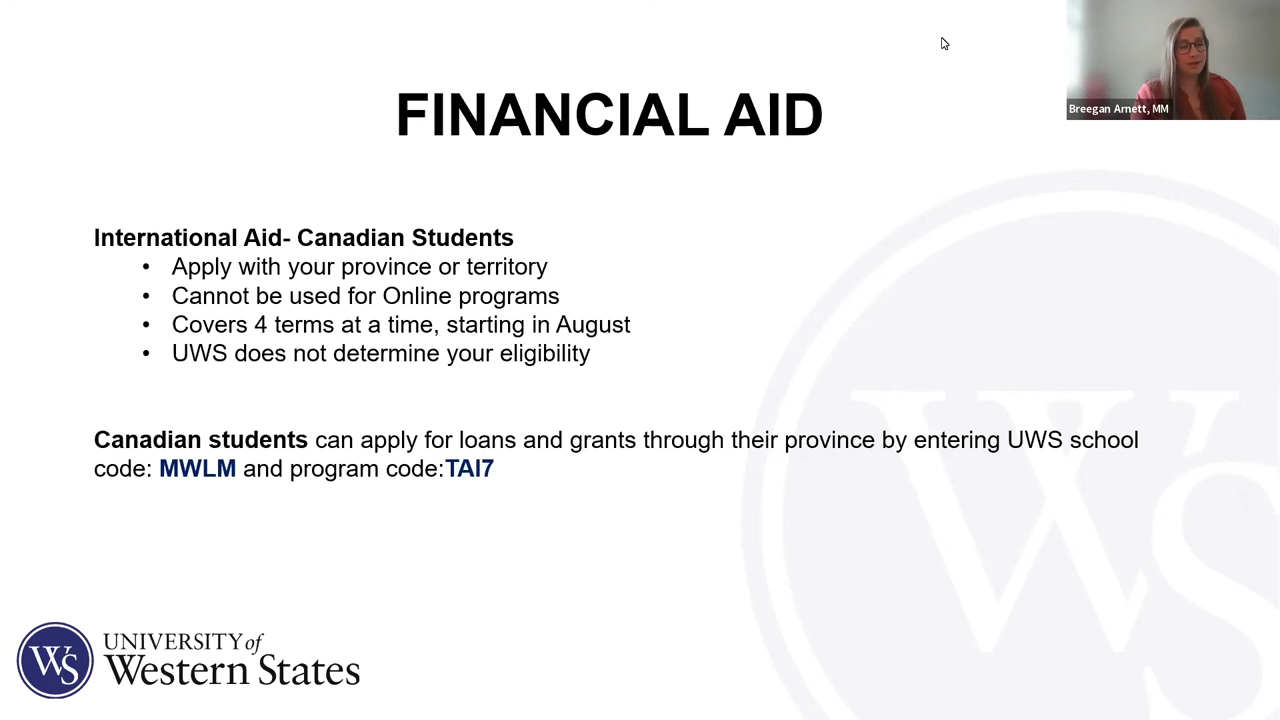 Breegan Arnett, MM
FINANCIAL AID
International Aid- Canadian Students
• Apply with your province or territory
• Cannot be used for Online programs
• Covers 4 terms at a time, starting in August
• UWS does not determine your eligibility
Canadian students can apply for loans and grants through their province by entering UWS school
code: MWLM and program code:TAI7
WS
WS
UNIVERSITY of
Western States